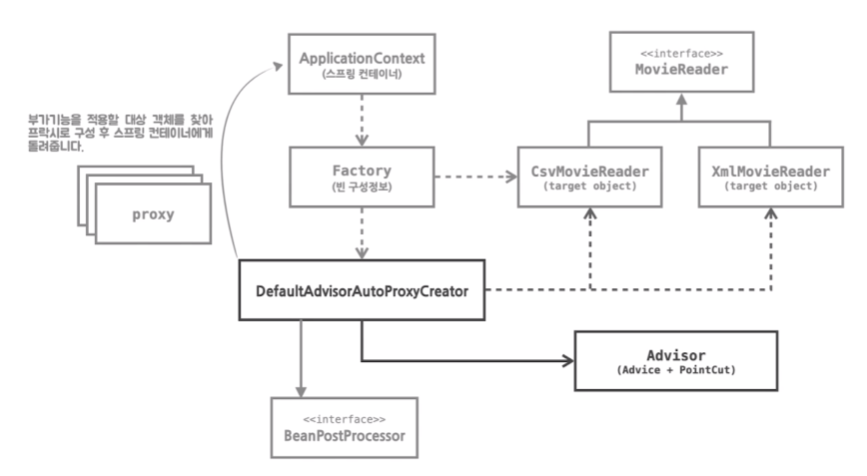 ApplicationContext
(스프링 컨테이너)
<<interface>>
MovieReader
부가기능을 적용할 대상 객체를 찾아
프락시로 구성 후 스프링 컨테이너에게
돌려줍니다.
Factory
(빈 구성정보)
CsvMovieReader
(target object)
XmlMovieReader
(target object)
proxy
DefaultAdvisorAutoProxyCreator
Advisor
(Advice + PointCut)
<<interface>>
BeanPostProcessor